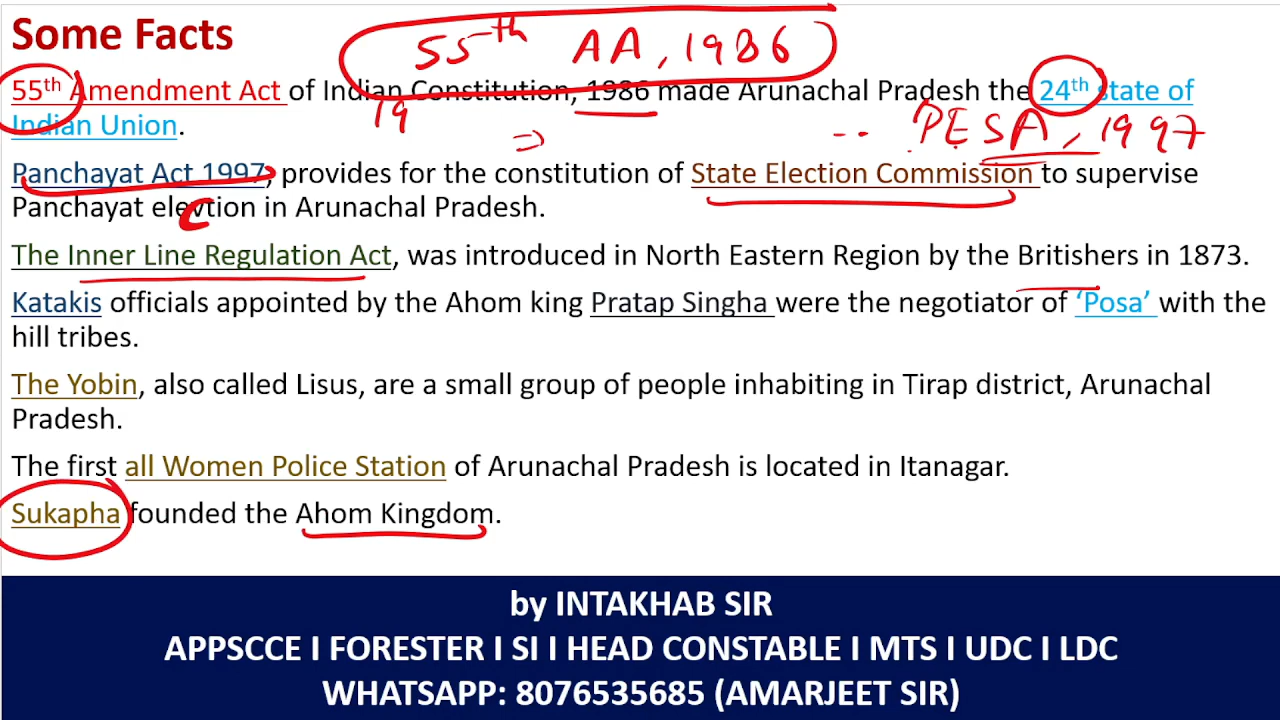 Some Facts
55th AA, 1986
55th Amendment Act of Indian Constitution, 1986 made Arunachal Pradesh the 24th state of
Indian Union.
19
⇒ -- PESA, 1997
Panchayat Act 1997, provides for the constitution of State Election Commission to supervise
Panchayat elevtion in Arunachal Pradesh.
c
The Inner Line Regulation Act, was introduced in North Eastern Region by the Britishers in 1873.
Katakis officials appointed by the Ahom king Pratap Singha were the negotiator of ‘Posa’ with the
hill tribes.
The Yobin, also called Lisus, are a small group of people inhabiting in Tirap district, Arunachal
Pradesh.
The first all Women Police Station of Arunachal Pradesh is located in Itanagar.
Sukapha founded the Ahom Kingdom.
by INTAKHAB SIR
APPSCCE I FORESTER I SI I HEAD CONSTABLE I MTS I UDC I LDC
WHATSAPP: 8076535685 (AMARJEET SIR)